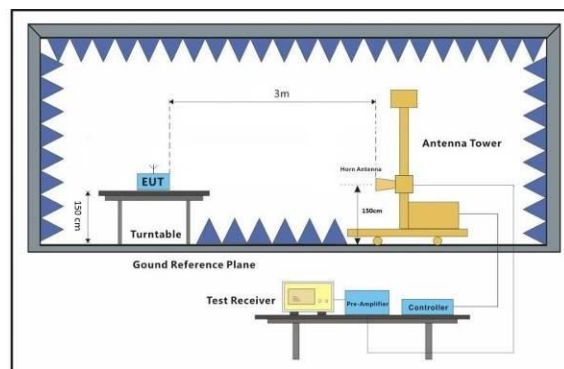 3m
Antenna Tower
Horn Antenna
EUT
150 cm
150cm
Turntable
Gound Reference Plane
Test Receiver
Pre-Amplifier
Controller